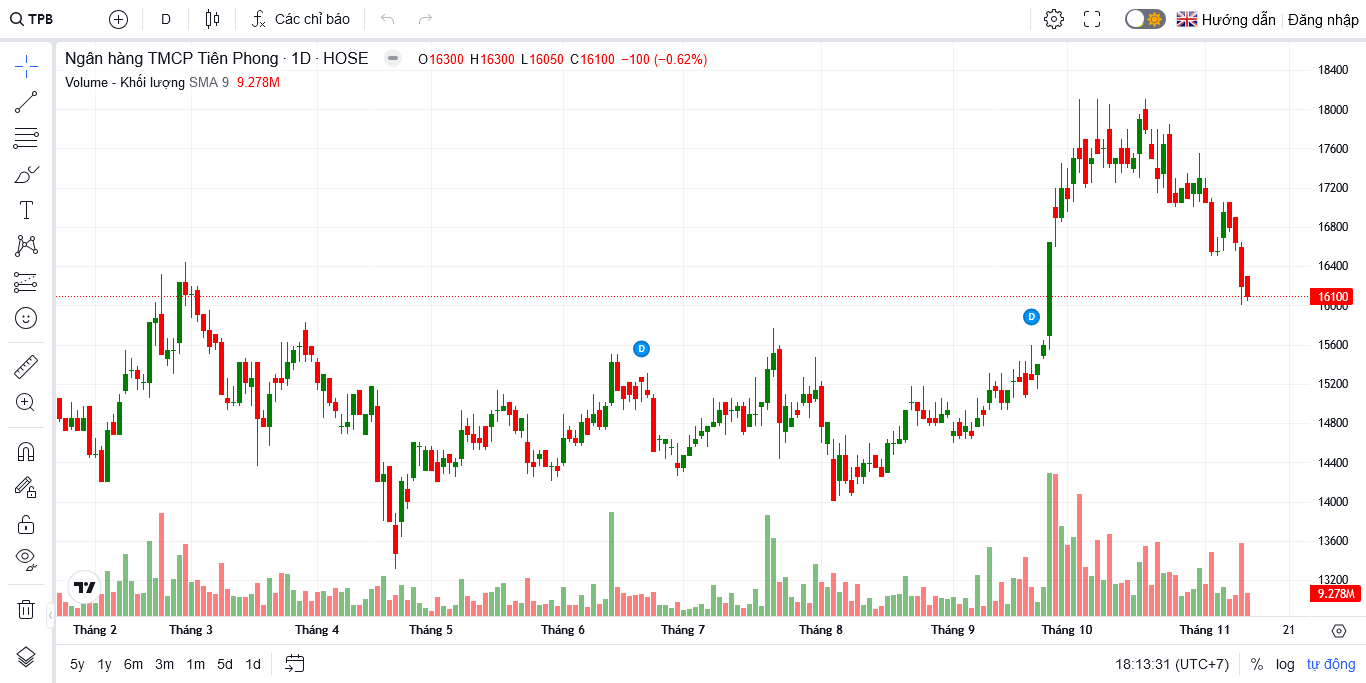 TPB D Các chỉ báo Hướng dẫn Đăng nhập
Ngân hàng TMCP Tiên Phong · 1D · HOSE O16300 H16300 L16050 C16100 −100 (−0.62%)
Volume - Khối lượng SMA 9 9.278M
18400
18000
17600
17200
16800
16400
16100
16000
15600
15200
14800
14400
14000
13600
13200
9.278M
D
D
Tháng 2 Tháng 3 Tháng 4 Tháng 5 Tháng 6 Tháng 7 Tháng 8 Tháng 9 Tháng 10 Tháng 11 21
5y 1y 6m 3m 1m 5d 1d 18:13:31 (UTC+7) % log tự động